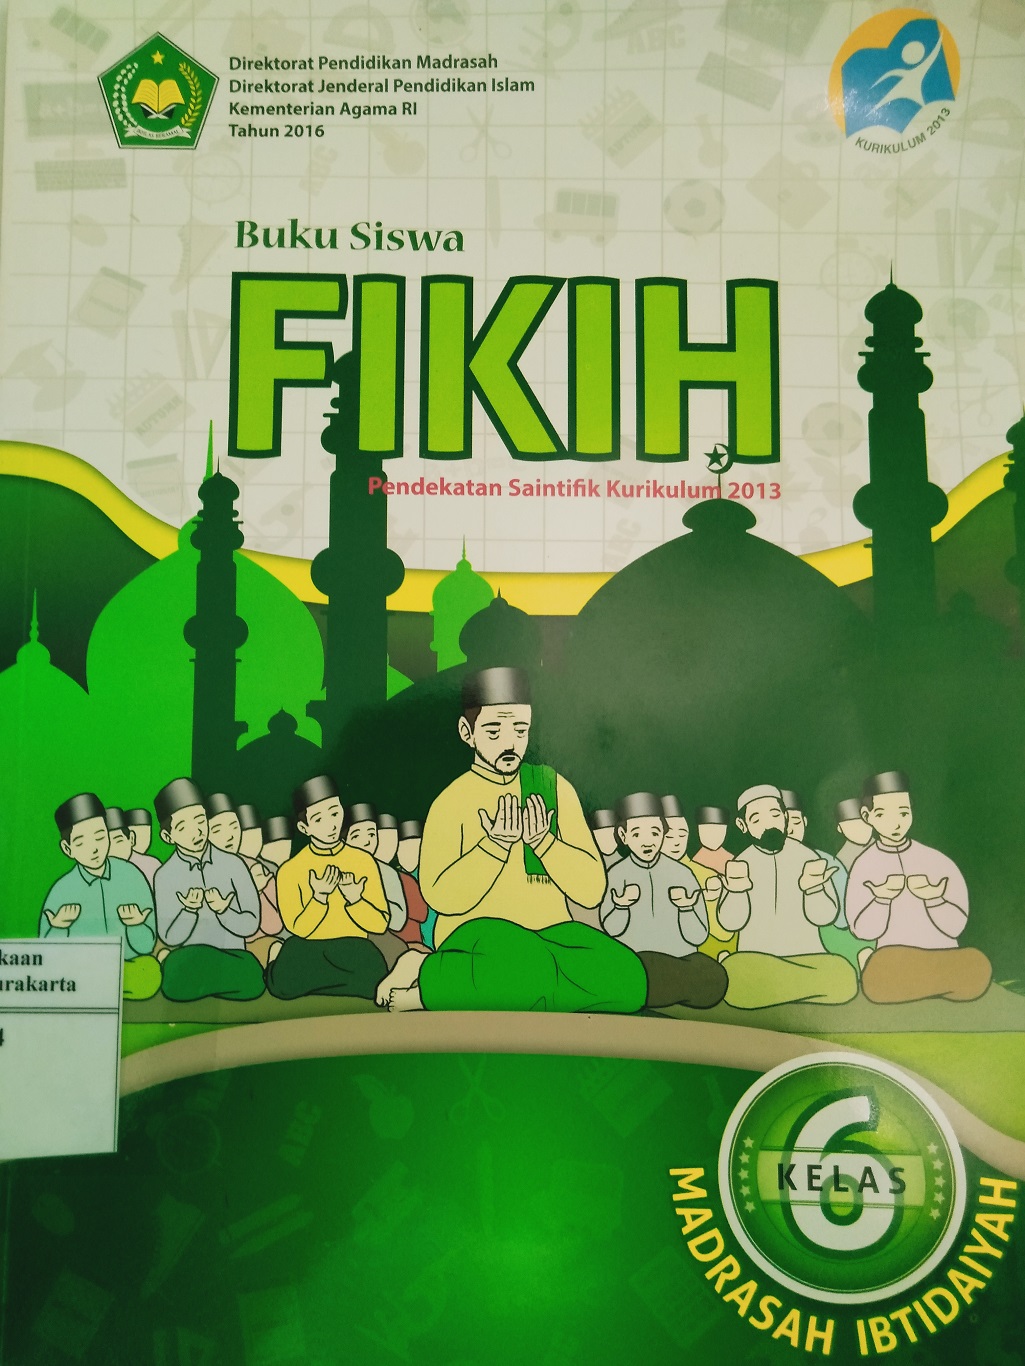 Direktorat Pendidikan Madrasah
Direktorat Jenderal Pendidikan Islam
Kementerian Agama RI
Tahun 2016
KURIKULUM 2013
Buku Siswa
FIKIH
Pendekatan Saintifik Kurikulum 2013
kaan
urakarta
4
6
KELAS
MADRASAH IBTIDAIYAH